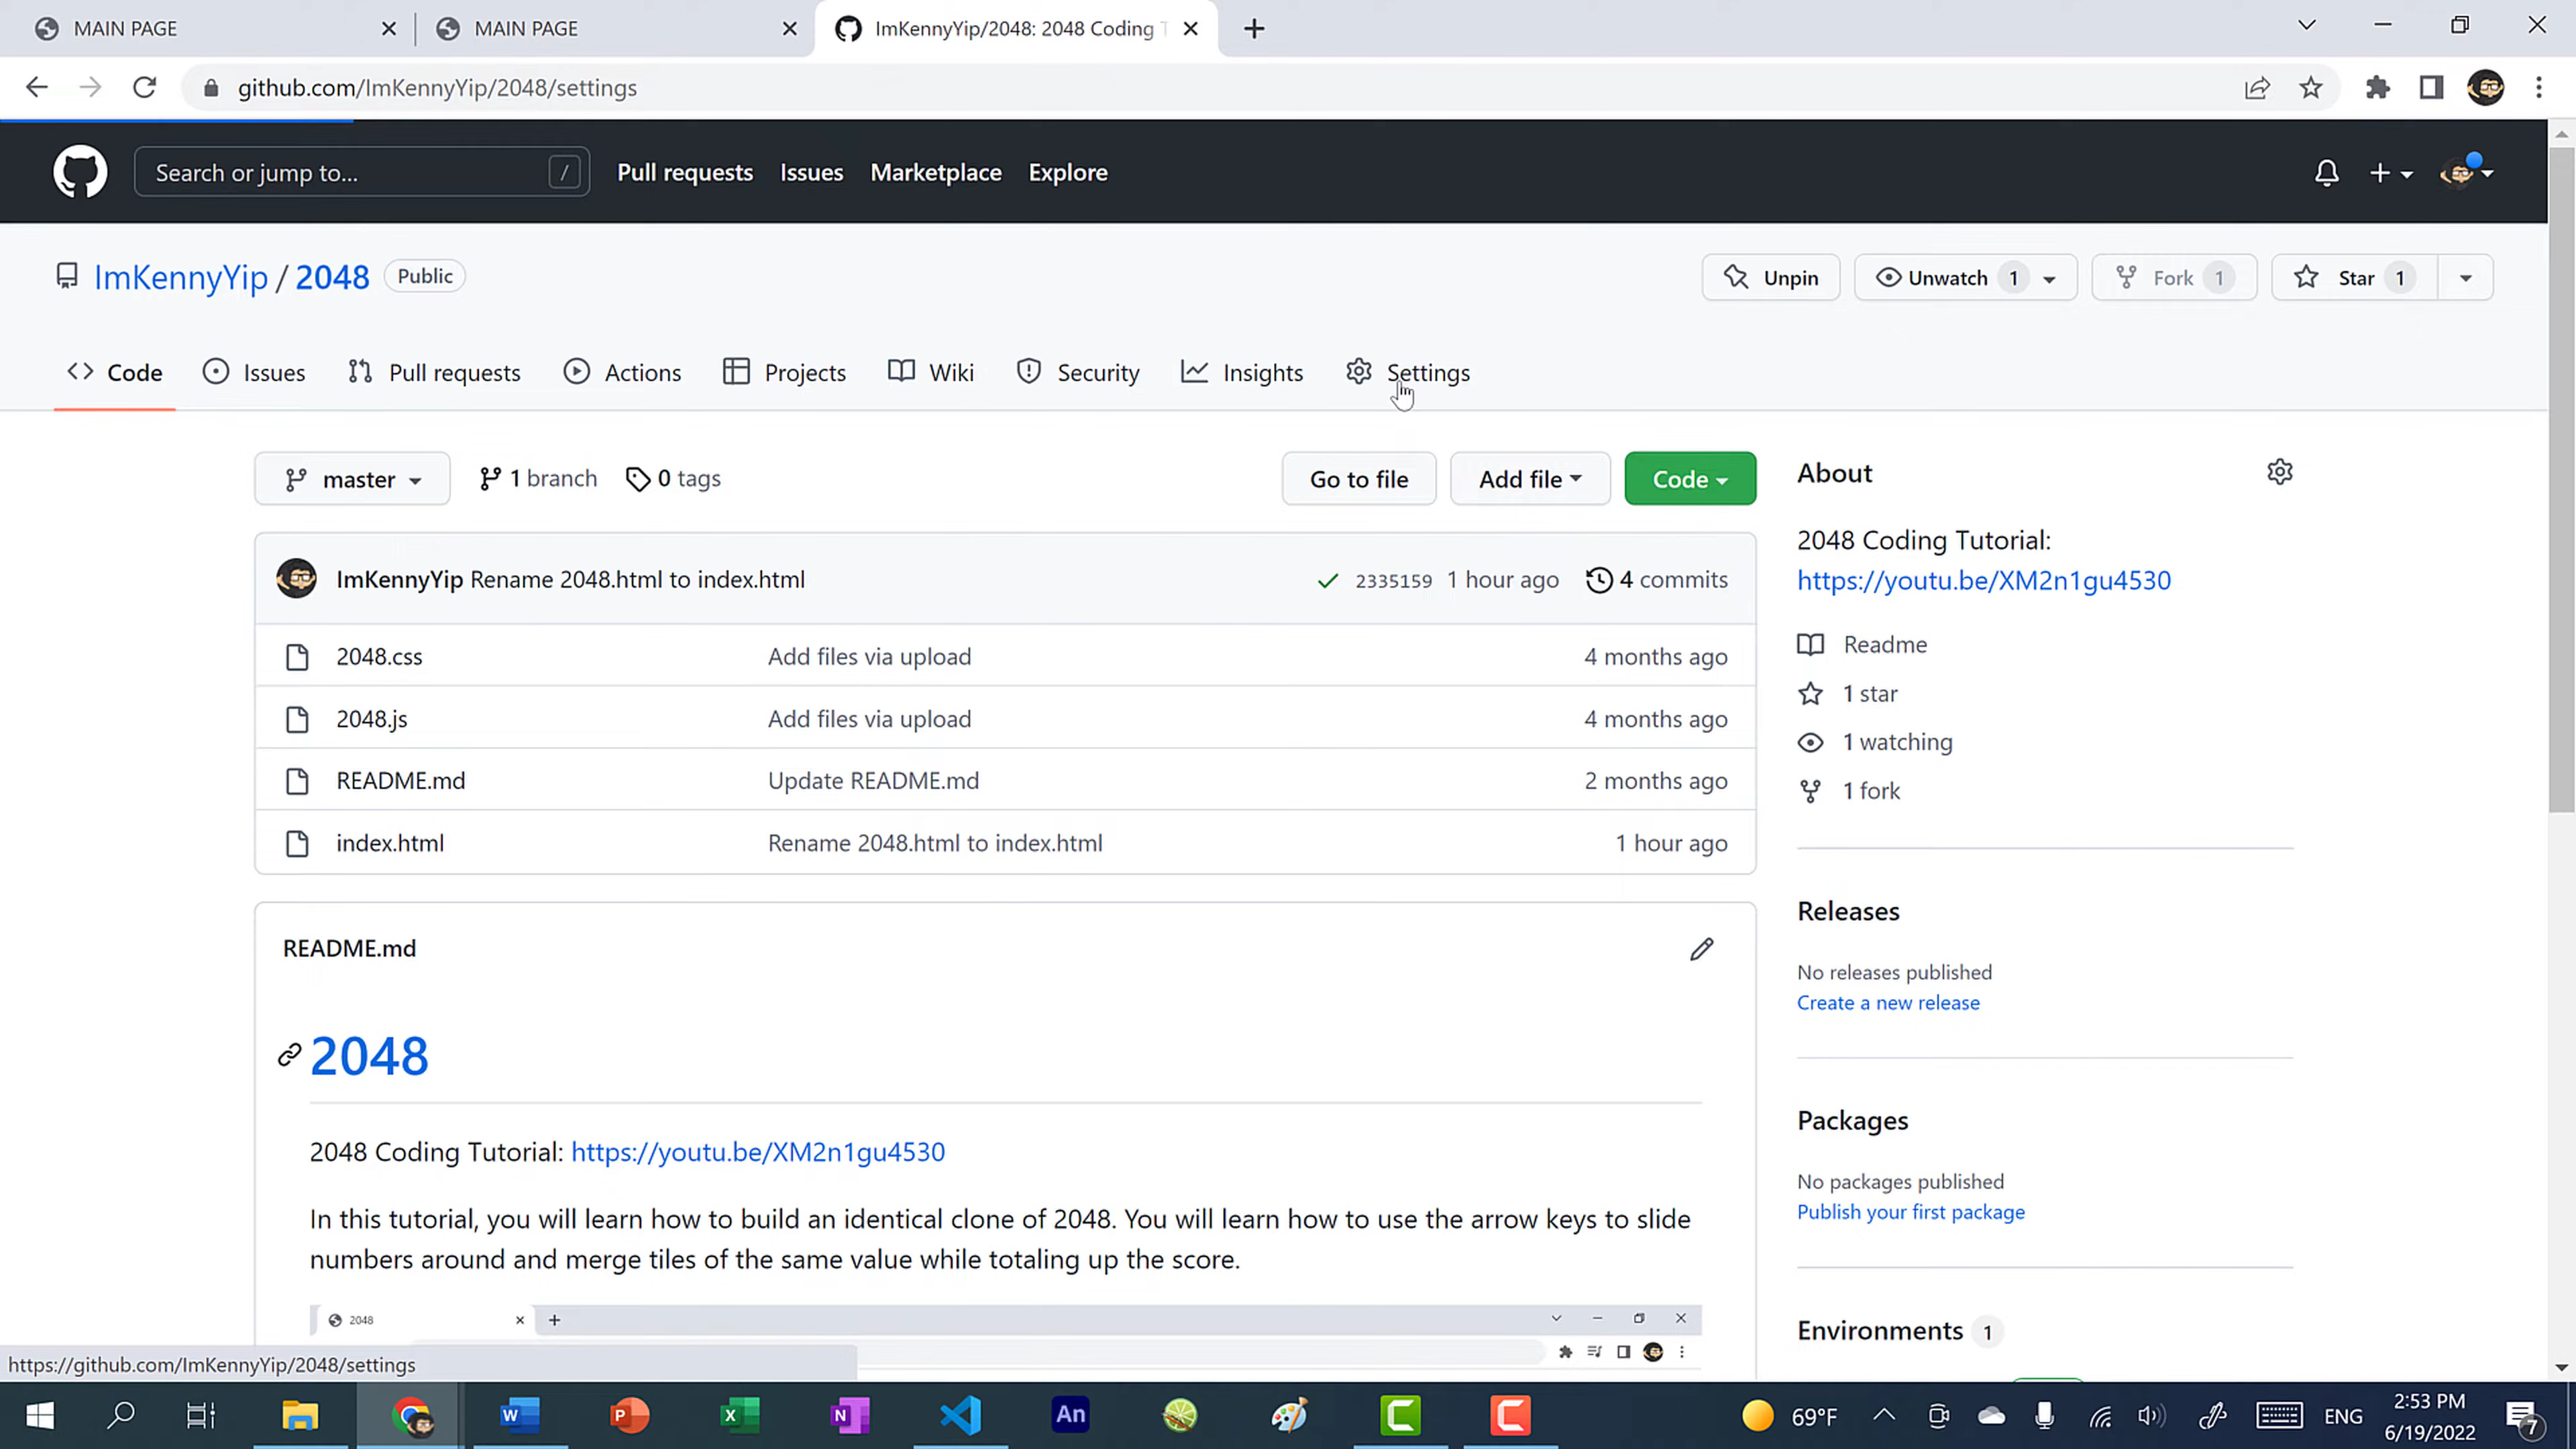 MAIN PAGE
MAIN PAGE
ImKennyYip/2048: 2048 Coding T
github.com/ImKennyYip/2048/settings
Search or jump to... /
Pull requests Issues Marketplace Explore
ImKennyYip / 2048 Public
Unpin Unwatch 1 Fork 1 Star 1
Code Issues Pull requests Actions Projects Wiki Security Insights Settings
master 1 branch 0 tags Go to file Add file Code
ImKennyYip Rename 2048.html to index.html 2335159 1 hour ago 4 commits
2048.css Add files via upload 4 months ago
2048.js Add files via upload 4 months ago
README.md Update README.md 2 months ago
index.html Rename 2048.html to index.html 1 hour ago
About
2048 Coding Tutorial:
https://youtu.be/XM2n1gu4530
Readme
1 star
1 watching
1 fork
Releases
No releases published
Create a new release
Packages
No packages published
Publish your first package
Environments 1
README.md
2048
2048 Coding Tutorial: https://youtu.be/XM2n1gu4530
In this tutorial, you will learn how to build an identical clone of 2048. You will learn how to use the arrow keys to slide
numbers around and merge tiles of the same value while totaling up the score.
2048
https://github.com/ImKennyYip/2048/settings
W P X N An C C
69°F ENG
2:53 PM
6/19/2022
7